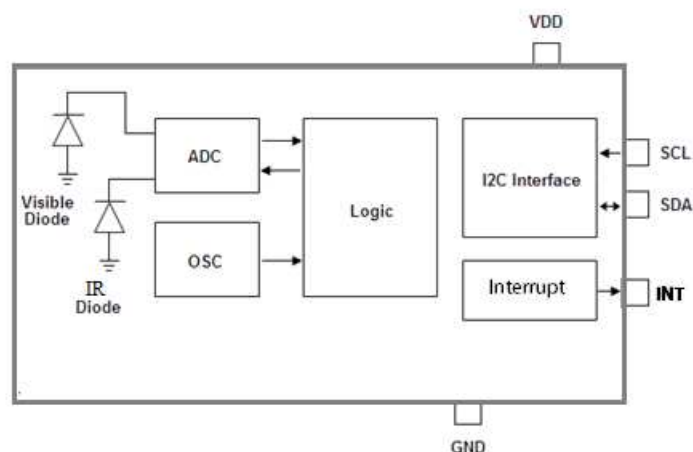 VDD
ADC
SCL
I2C Interface
Visible
Diode
Logic
SDA
OSC
IR
Diode
Interrupt
INT
GND